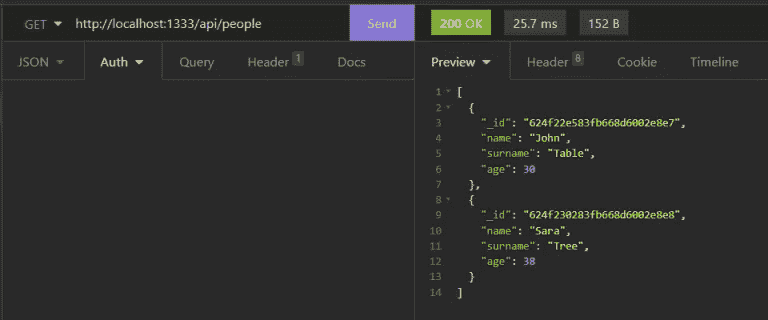 GET http://localhost:1333/api/people Send 200 OK 25.7 ms 152 B
JSON Auth Query Header 1 Docs Preview Header 8 Cookie Timeline
1 [
2 {
3 "_id": "624f22e583fb668d6002e8e7",
4 "name": "John",
5 "surname": "Table",
6 "age": 30
7 },
8 {
9 "_id": "624f230283fb668d6002e8e8",
10 "name": "Sara",
11 "surname": "Tree",
12 "age": 38
13 }
14 ]